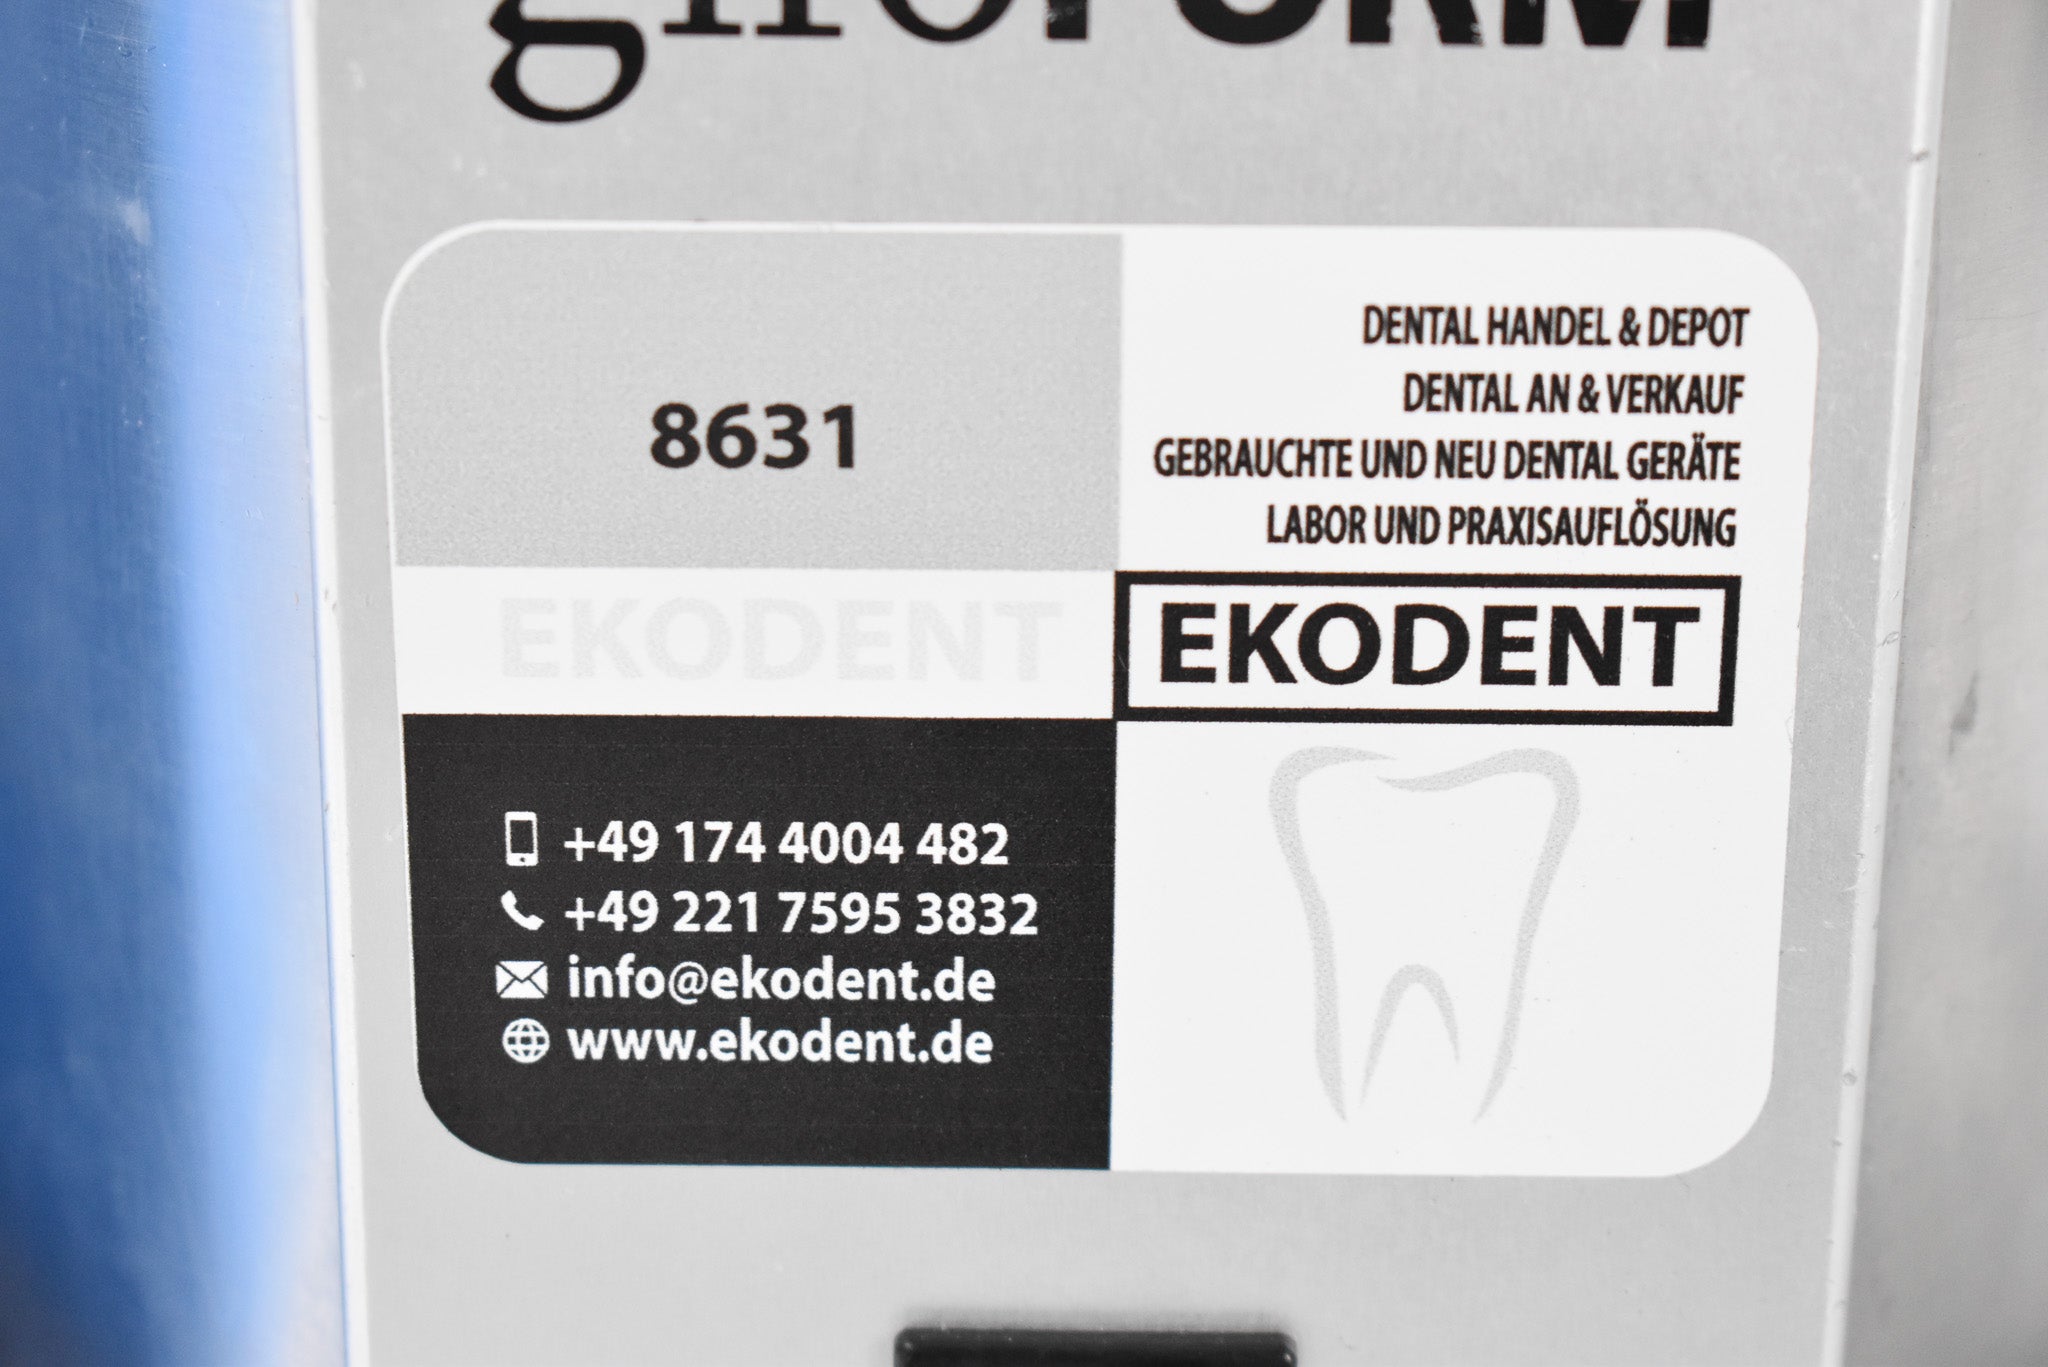 giroFORM
8631
DENTAL HANDEL & DEPOT
DENTAL AN & VERKAUF
GEBRAUCHTE UND NEU DENTAL GERÄTE
LABOR UND PRAXISAUFLÖSUNG
EKODENT
EKODENT
+49 174 4004 482
+49 221 7595 3832
info@ekodent.de
www.ekodent.de